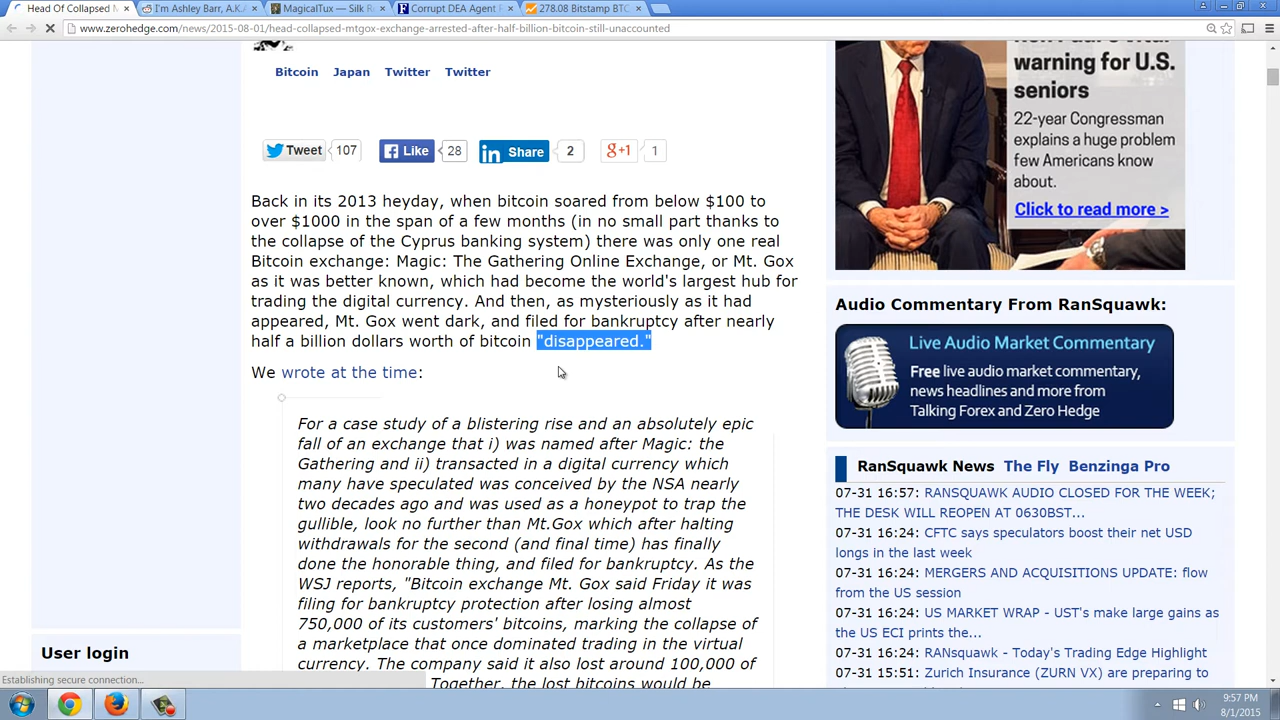 Head Of Collapsed M
I'm Ashley Barr, A.K.A
MagicalTux — Silk R
Corrupt DEA Agent
278.08 Bitstamp BTC
www.zerohedge.com/news/2015-08-01/head-collapsed-mtgox-exchange-arrested-after-half-billion-bitcoin-still-unaccounted
Bitcoin Japan Twitter Twitter
Tweet 107 Like 28 in Share 2 g+1 1
Back in its 2013 heyday, when bitcoin soared from below $100 to
over $1000 in the span of a few months (in no small part thanks to
the collapse of the Cyprus banking system) there was only one real
Bitcoin exchange: Magic: The Gathering Online Exchange, or Mt. Gox
as it was better known, which had become the world's largest hub for
trading the digital currency. And then, as mysteriously as it had
appeared, Mt. Gox went dark, and filed for bankruptcy after nearly
half a billion dollars worth of bitcoin "disappeared."
We wrote at the time:
For a case study of a blistering rise and an absolutely epic
fall of an exchange that i) was named after Magic: the
Gathering and ii) transacted in a digital currency which
many have speculated was conceived by the NSA nearly
two decades ago and was used as a honeypot to trap the
gullible, look no further than Mt.Gox which after halting
withdrawals for the second (and final time) has finally
done the honorable thing, and filed for bankruptcy. As the
WSJ reports, "Bitcoin exchange Mt. Gox said Friday it was
filing for bankruptcy protection after losing almost
750,000 of its customers' bitcoins, marking the collapse of
a marketplace that once dominated trading in the virtual
currency. The company said it also lost around 100,000 of
Together, the lost bitcoins would be
warning for U.S.
seniors
22-year Congressman
explains a huge problem
few Americans know
about.
Click to read more >
Audio Commentary From RanSquawk:
Live Audio Market Commentary
Free live audio market commentary,
news headlines and more from
Talking Forex and Zero Hedge
RanSquawk News The Fly Benzinga Pro
07-31 16:57: RANSQUAWK AUDIO CLOSED FOR THE WEEK;
THE DESK WILL REOPEN AT 0630BST...
07-31 16:24: CFTC says speculators boost their net USD
longs in the last week
07-31 16:24: MERGERS AND ACQUISITIONS UPDATE: flow
from the US session
07-31 16:24: US MARKET WRAP - UST's make large gains as
the US ECI prints the...
07-31 16:24: RANsquawk - Today's Trading Edge Highlight
07-31 15:51: Zurich Insurance (ZURN VX) are preparing to
User login
Establishing secure connection...
9:57 PM
8/1/2015